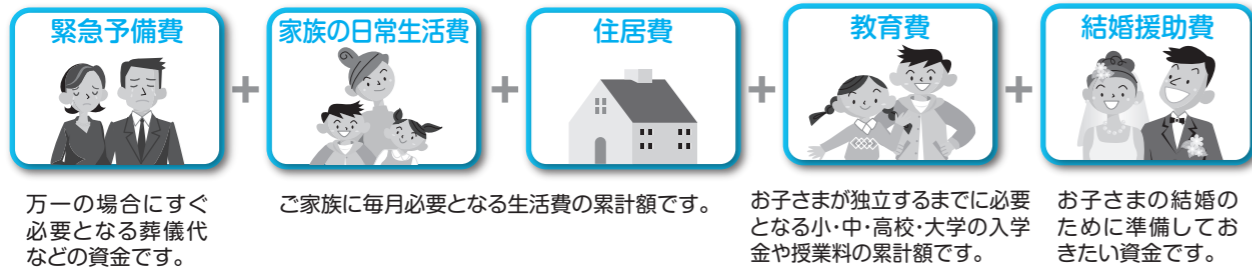 緊急予備費
+
家族の日常生活費
+
住居費
+
教育費
+
結婚援助費
万一の場合にすぐ
必要となる葬儀代
などの資金です。
ご家族に毎月必要となる生活費の累計額です。
お子さまが独立するまでに必要
となる小・中・高校・大学の入学
金や授業料の累計額です。
お子さまの結婚の
ために準備してお
きたい資金です。